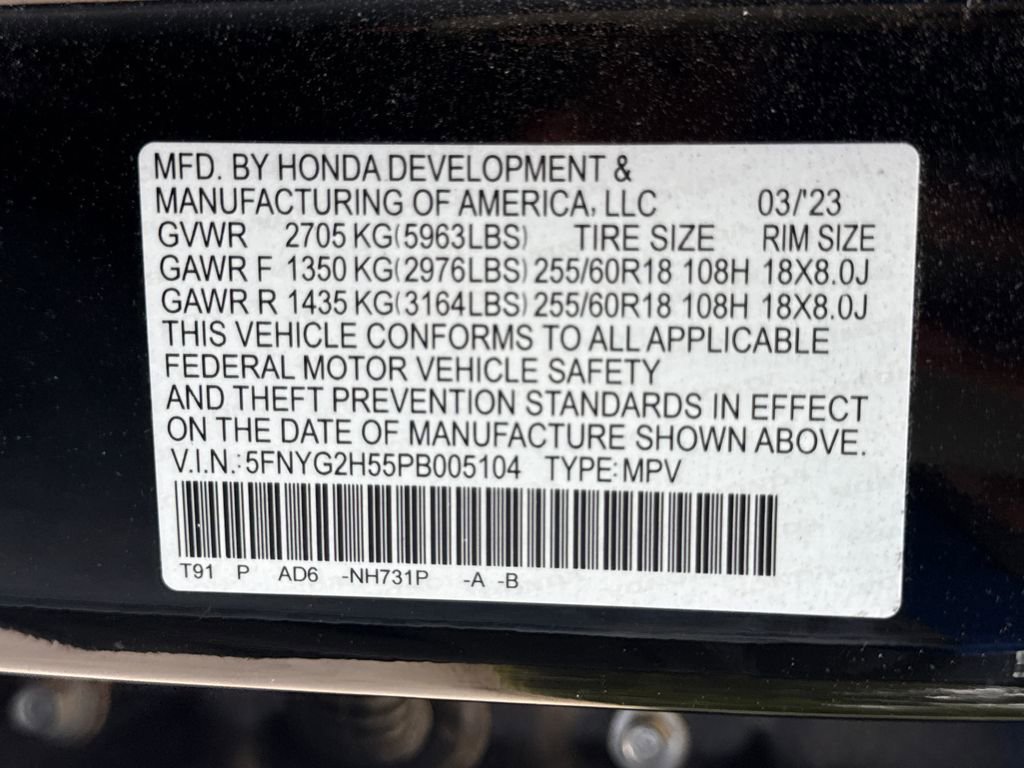 MFD. BY HONDA DEVELOPMENT &
MANUFACTURING OF AMERICA, LLC 03/'23
GVWR 2705 KG(5963LBS) TIRE SIZE RIM SIZE
GAWR F 1350 KG(2976LBS) 255/60R18 108H 18X8.0J
GAWR R 1435 KG(3164LBS) 255/60R18 108H 18X8.0J
THIS VEHICLE CONFORMS TO ALL APPLICABLE
FEDERAL MOTOR VEHICLE SAFETY
AND THEFT PREVENTION STANDARDS IN EFFECT
ON THE DATE OF MANUFACTURE SHOWN ABOVE.
V.I.N.:5FNYG2H55PB005104 TYPE:MPV
T91 P AD6 -NH731P -A -B